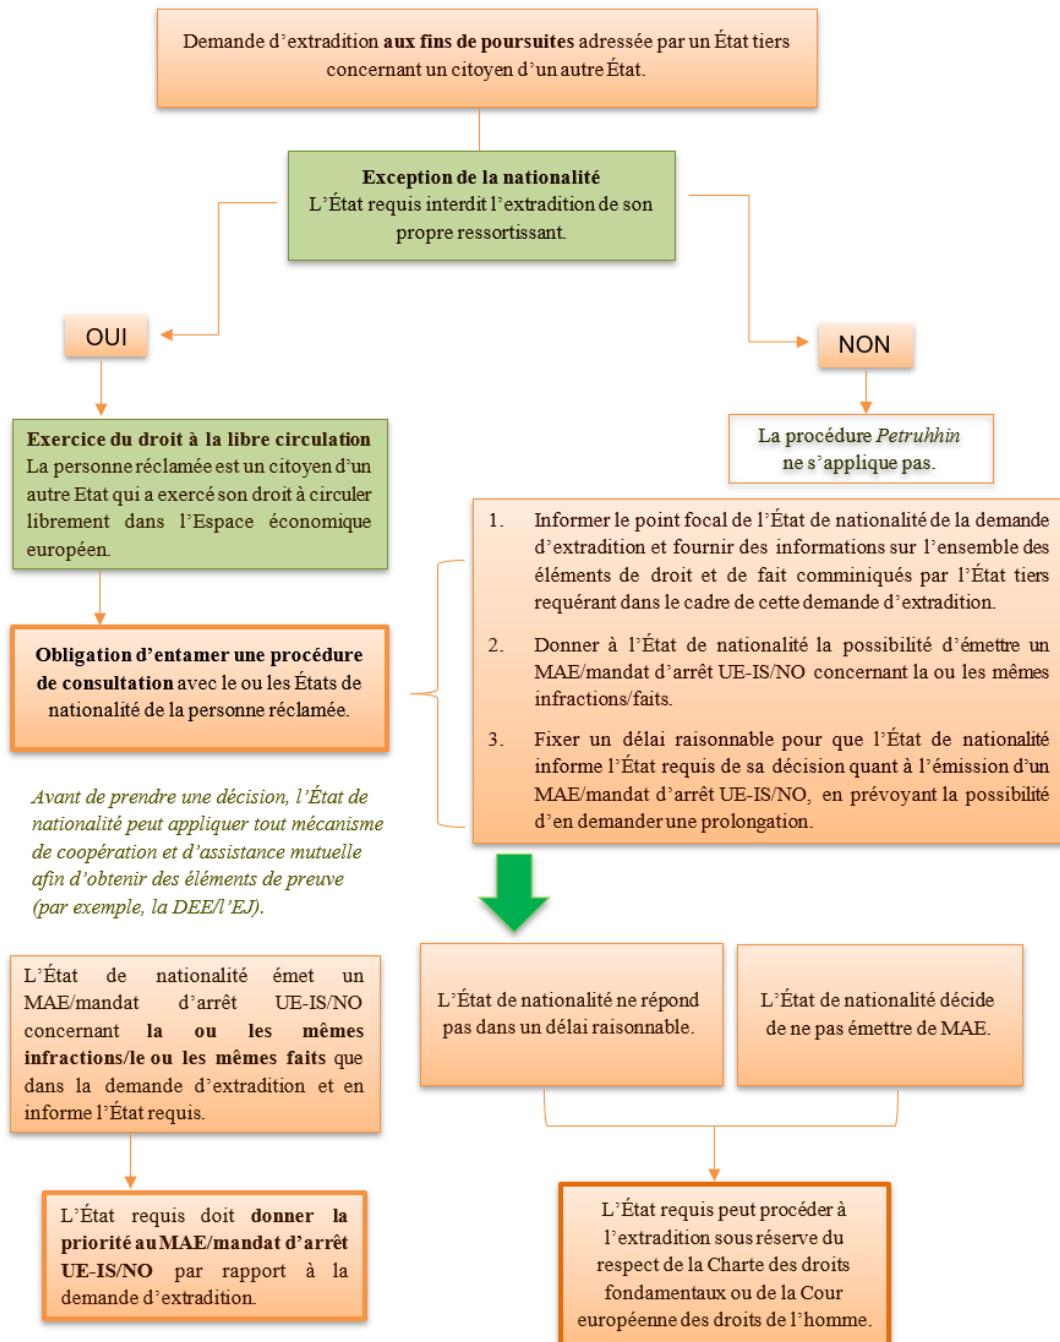 Demande d’extradition aux fins de poursuites adressée par un État tiers
concernant un citoyen d’un autre État.
Exception de la nationalité
L’État requis interdit l’extradition de son
propre ressortissant.
OUI
NON
Exercice du droit à la libre circulation
La personne réclamée est un citoyen d’un
autre Etat qui a exercé son droit à circuler
librement dans l’Espace économique
européen.
La procédure Petruhhin
ne s’applique pas.
Obligation d’entamer une procédure
de consultation avec le ou les États de
nationalité de la personne réclamée.
1. Informer le point focal de l’État de nationalité de la demande
d’extradition et fournir des informations sur l’ensemble des
éléments de droit et de fait comminiqués par l’État tiers
requérant dans le cadre de cette demande d’extradition.
2. Donner à l’État de nationalité la possibilité d’émettre un
MAE/mandat d’arrêt UE-IS/NO concernant la ou les mêmes
infractions/faits.
3. Fixer un délai raisonnable pour que l’État de nationalité
informe l’État requis de sa décision quant à l’émission d’un
MAE/mandat d’arrêt UE-IS/NO, en prévoyant la possibilité
d’en demander une prolongation.
Avant de prendre une décision, l’État de
nationalité peut appliquer tout mécanisme
de coopération et d’assistance mutuelle
afin d’obtenir des éléments de preuve
(par exemple, la DEE/l’EJ).
L’État de nationalité émet un
MAE/mandat d’arrêt UE-IS/NO
concernant la ou les mêmes
infractions/le ou les mêmes faits que
dans la demande d’extradition et en
informe l’État requis.
L’État de nationalité ne répond
pas dans un délai raisonnable.
L’État de nationalité décide
de ne pas émettre de MAE.
L’État requis doit donner la
priorité au MAE/mandat d’arrêt
UE-IS/NO par rapport à la
demande d’extradition.
L’État requis peut procéder à
l’extradition sous réserve du
respect de la Charte des droits
fondamentaux ou de la Cour
européenne des droits de l’homme.